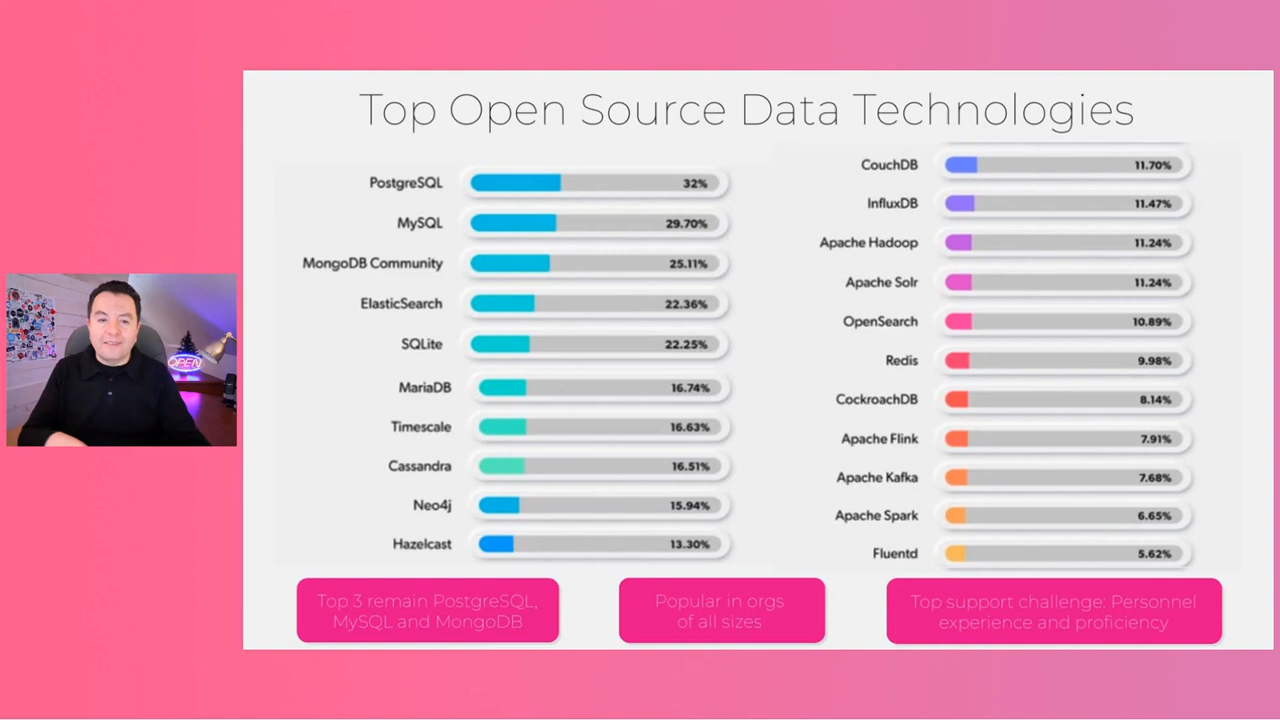 Top Open Source Data Technologies
PostgreSQL 32%
MySQL 29.70%
MongoDB Community 25.11%
ElasticSearch 22.36%
SQLite 22.25%
MariaDB 16.74%
Timescale 16.63%
Cassandra 16.51%
Neo4j 15.94%
Hazelcast 13.30%
CouchDB 11.70%
InfluxDB 11.47%
Apache Hadoop 11.24%
Apache Solr 11.24%
OpenSearch 10.89%
Redis 9.98%
CockroachDB 8.14%
Apache Flink 7.91%
Apache Kafka 7.68%
Apache Spark 6.65%
Fluentd 5.62%
Top 3 remain PostgreSQL,
MySQL and MongoDB
Popular in orgs
of all sizes
Top support challenge: Personnel
experience and proficiency
OPEN